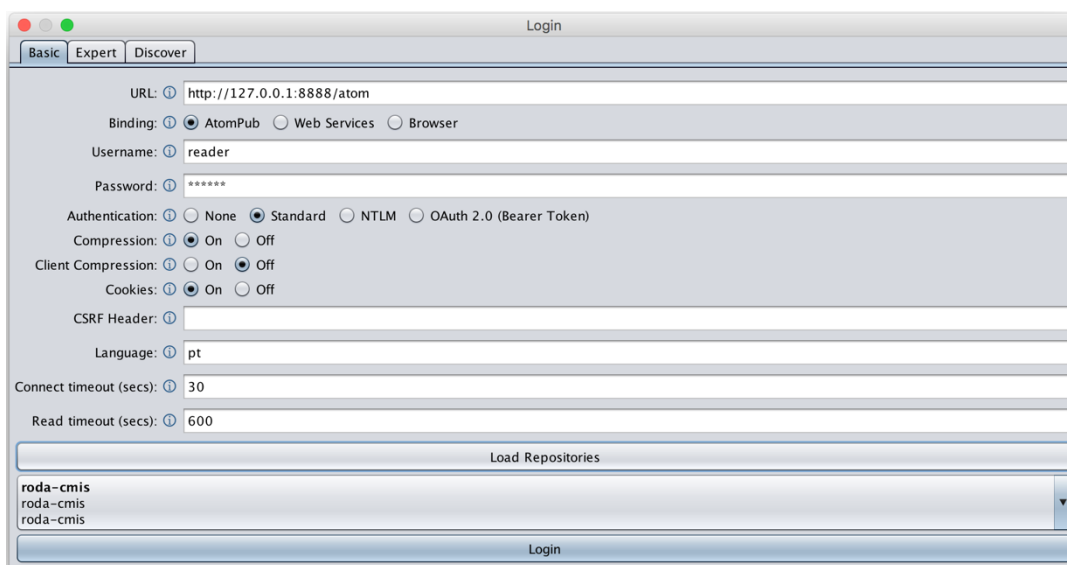 Login
Basic Expert Discover
URL: http://127.0.0.1:8888/atom
Binding: AtomPub Web Services Browser
Username: reader
Password: ******
Authentication: None Standard NTLM OAuth 2.0 (Bearer Token)
Compression: On Off
Client Compression: On Off
Cookies: On Off
CSRF Header:
Language: pt
Connect timeout (secs): 30
Read timeout (secs): 600
Load Repositories
roda-cmis
roda-cmis
roda-cmis
Login